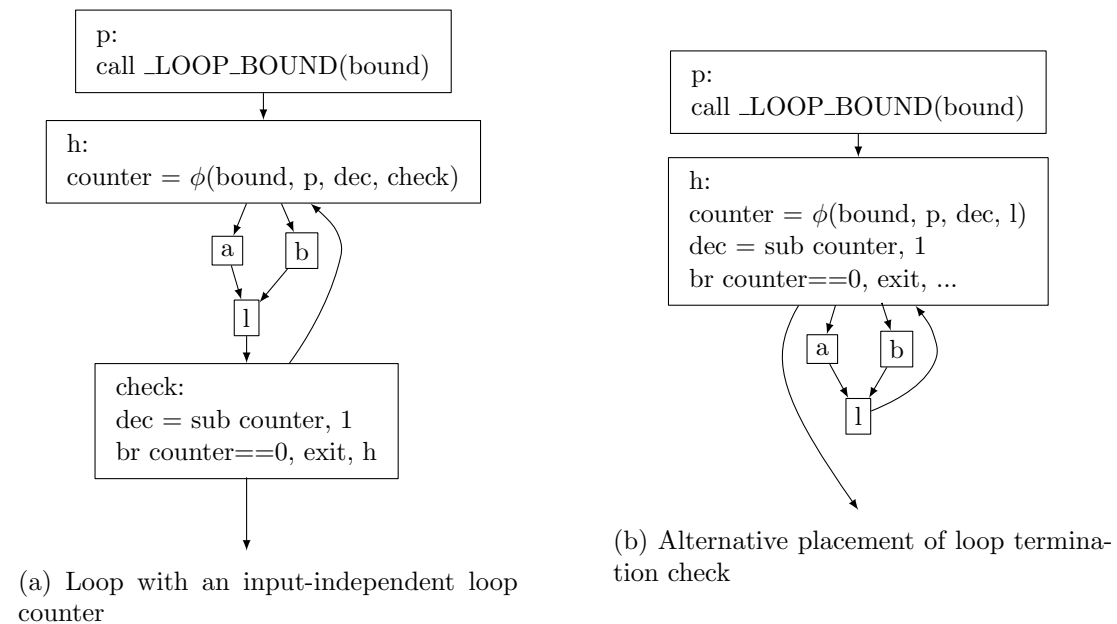 p:
call _LOOP_BOUND(bound)
h:
counter = ϕ(bound, p, dec, check)
a
b
l
check:
dec = sub counter, 1
br counter==0, exit, h
(a) Loop with an input-independent loop
counter
p:
call _LOOP_BOUND(bound)
h:
counter = ϕ(bound, p, dec, l)
dec = sub counter, 1
br counter==0, exit, ...
a
b
l
(b) Alternative placement of loop termina-
tion check